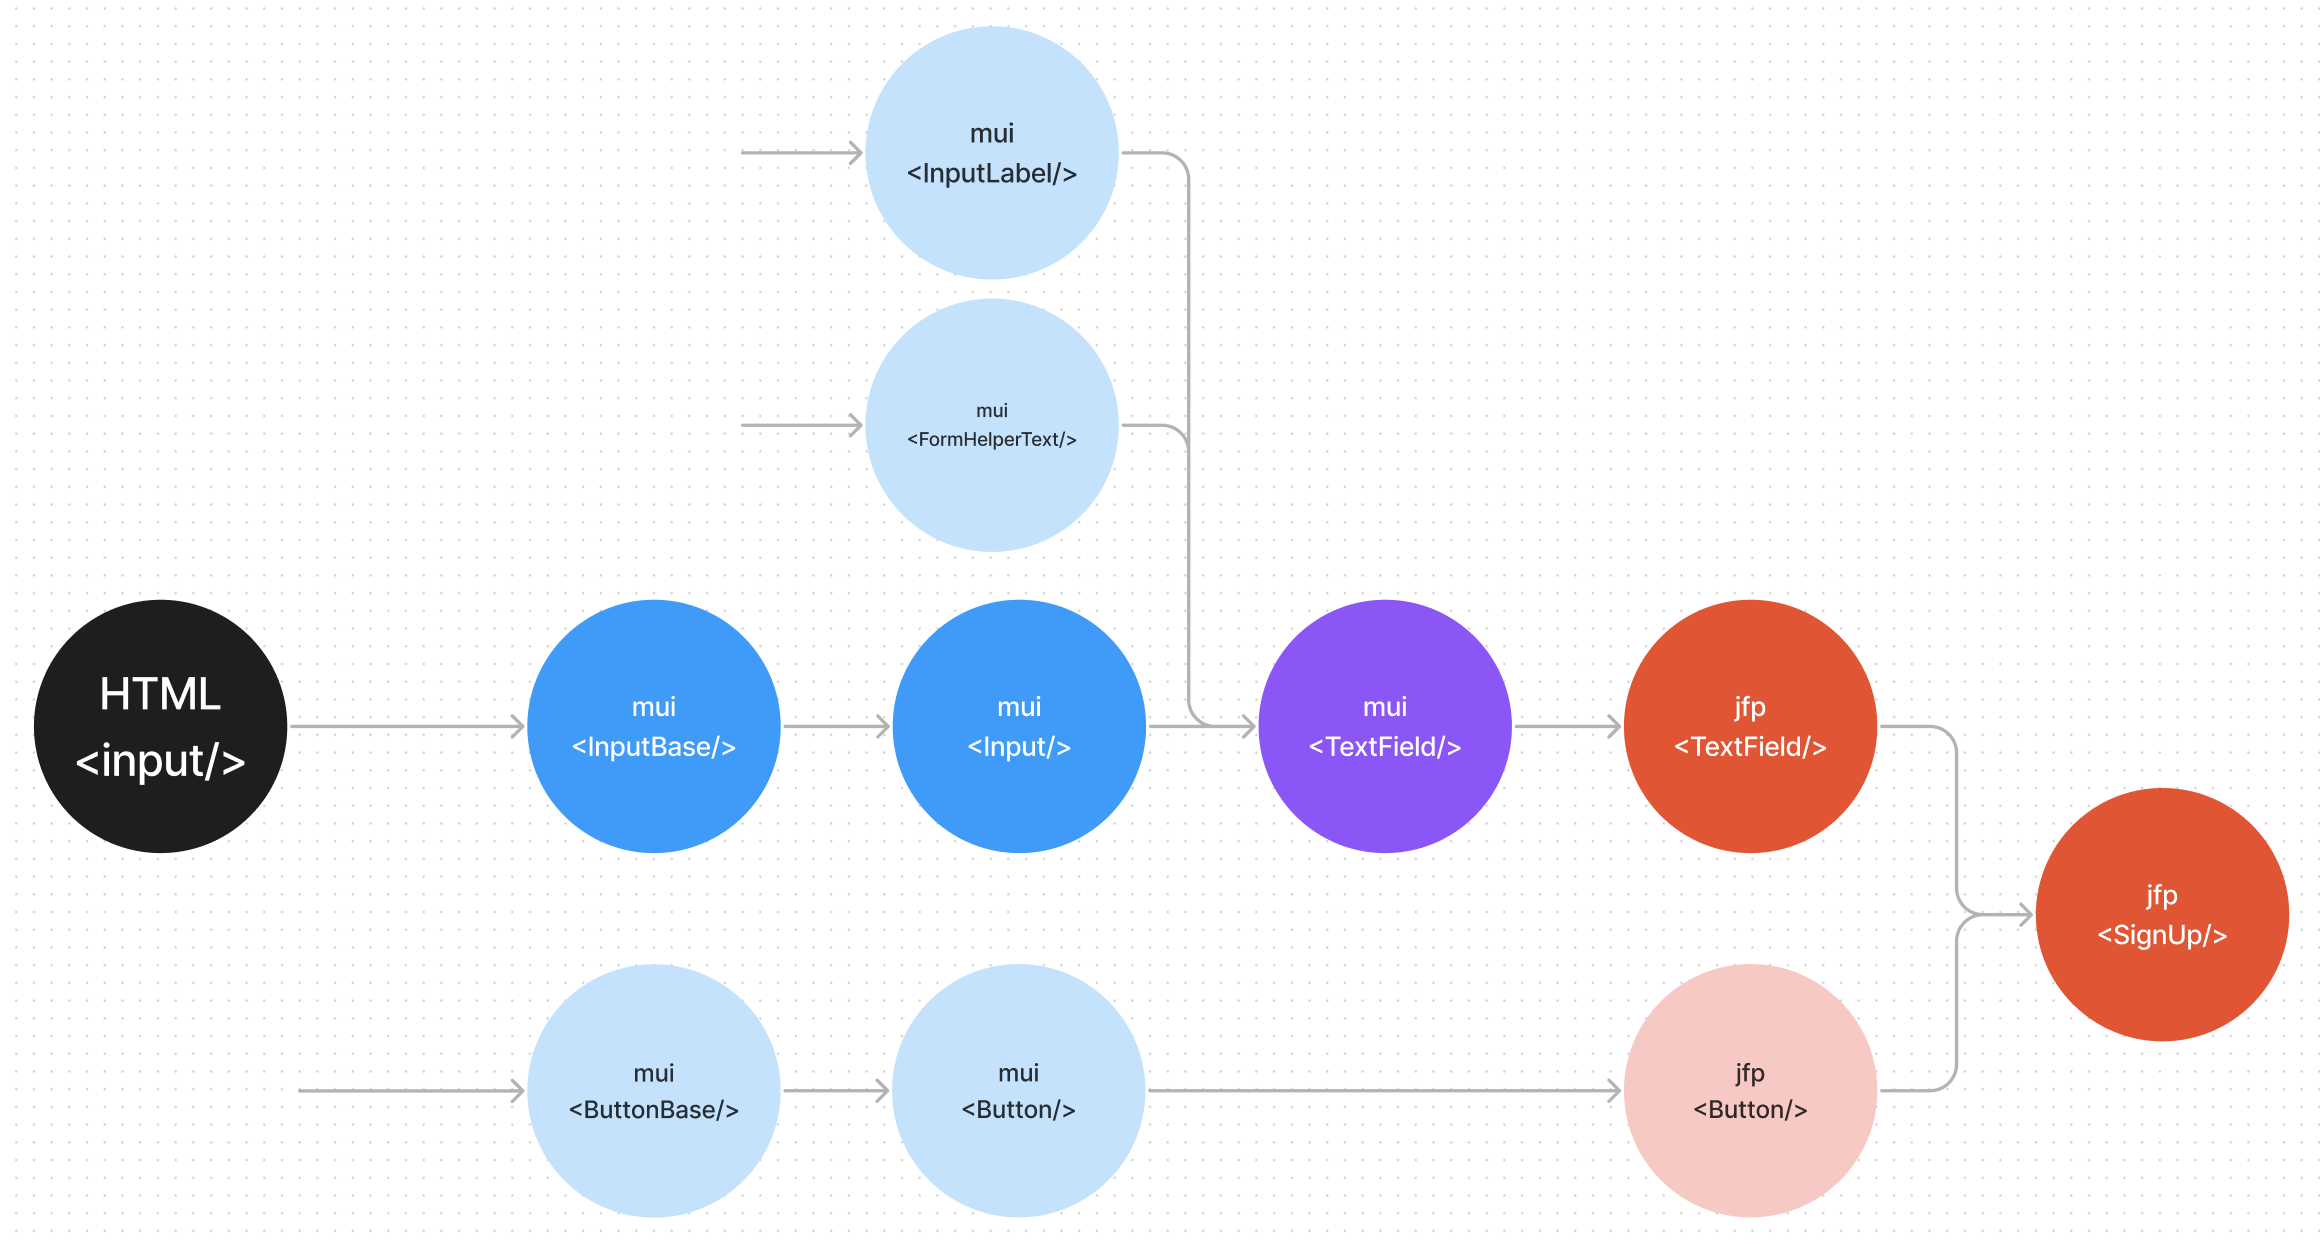 mui
<InputLabel/>
mui
<FormHelperText/>
HTML
<input/>
mui
<InputBase/>
mui
<Input/>
mui
<TextField/>
jfp
<TextField/>
jfp
<SignUp/>
mui
<ButtonBase/>
mui
<Button/>
jfp
<Button/>